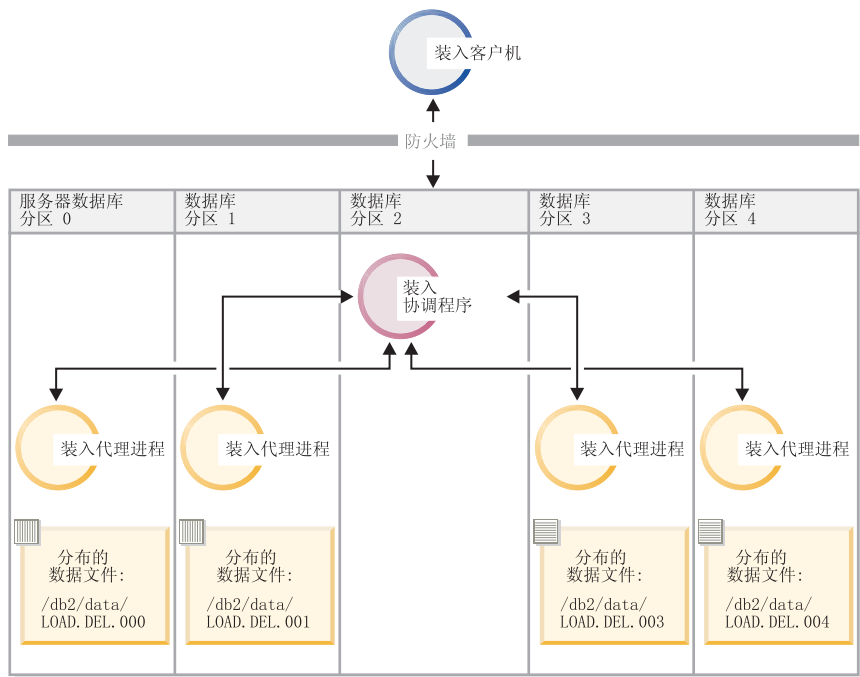 装入客户机
防火墙
服务器数据库
分区 0
数据库
分区 1
数据库
分区 2
数据库
分区 3
数据库
分区 4
装入
协调程序
装入代理进程
装入代理进程
装入代理进程
装入代理进程
分布的
数据文件:
/db2/data/
LOAD.DEL.000
分布的
数据文件:
/db2/data/
LOAD.DEL.001
分布的
数据文件:
/db2/data/
LOAD.DEL.003
分布的
数据文件:
/db2/data/
LOAD.DEL.004